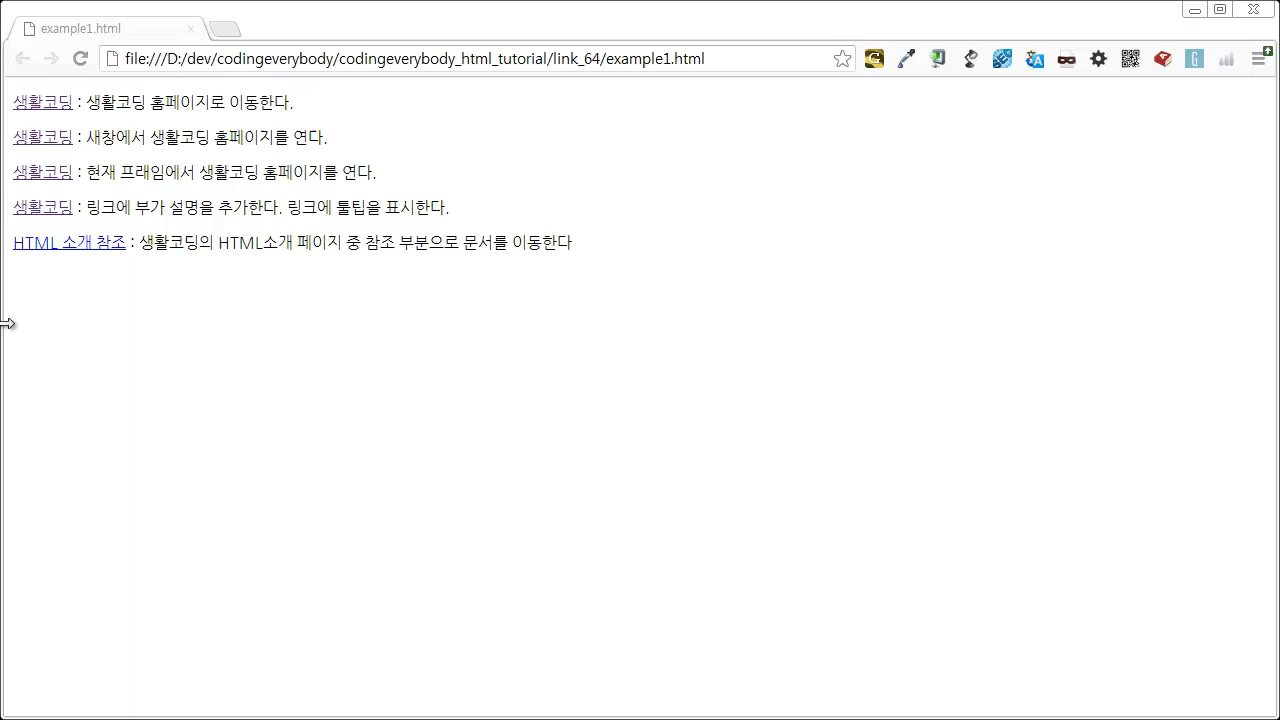 example1.html
file:///D:/dev/codingeverybody/codingeverybody_html_tutorial/link_64/example1.html
생활코딩 : 생활코딩 홈페이지로 이동한다.
생활코딩 : 새창에서 생활코딩 홈페이지를 연다.
생활코딩 : 현재 프래임에서 생활코딩 홈페이지를 연다.
생활코딩 : 링크에 부가 설명을 추가한다. 링크에 툴팁을 표시한다.
HTML 소개 참조 : 생활코딩의 HTML소개 페이지 중 참조 부분으로 문서를 이동한다